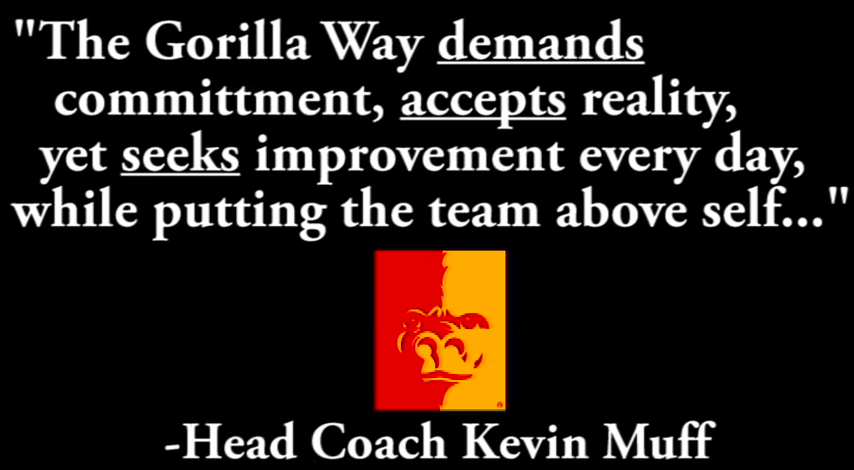 "The Gorilla Way demands
committment, accepts reality,
yet seeks improvement every day,
while putting the team above self..."
-Head Coach Kevin Muff